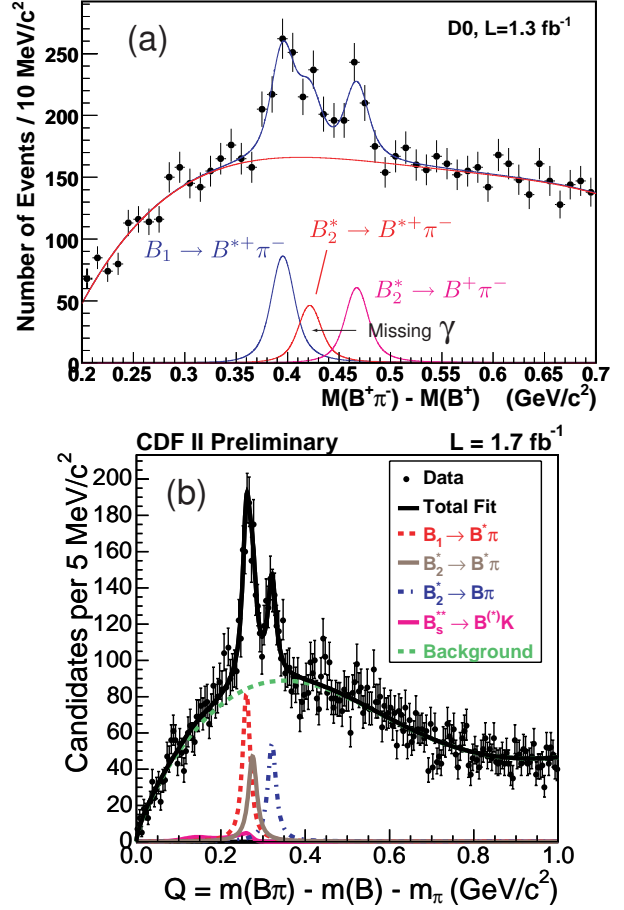 (a)
D0, L=1.3 fb⁻¹
Number of Events / 10 MeV/c²
250
200
150
100
50
0
B₁ → B*⁺π⁻
B₂* → B*⁺π⁻
B₂* → B⁺π⁻
Missing γ
0.2 0.25 0.3 0.35 0.4 0.45 0.5 0.55 0.6 0.65 0.7
M(B⁺π⁻) - M(B⁺) (GeV/c²)
CDF II Preliminary L = 1.7 fb⁻¹
(b)
Candidates per 5 MeV/c²
200
180
160
140
120
100
80
60
40
20
0
Data
Total Fit
B₁ → B*π
B₂* → B*π
B₂* → Bπ
Bₛ** → B⁽*⁾K
Background
0.0 0.2 0.4 0.6 0.8 1.0
Q = m(Bπ) - m(B) - m_π (GeV/c²)